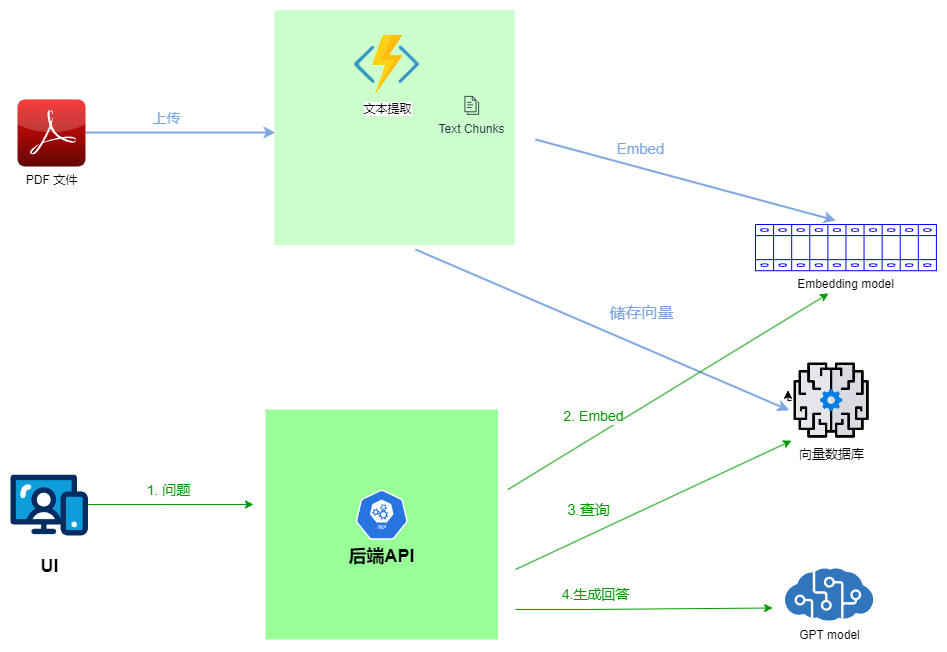 文本提取
Text Chunks
上传
PDF 文件
Embed
Embedding model
储存向量
向量数据库
2. Embed
1. 问题
api
后端API
UI
3.查询
4.生成回答
GPT model